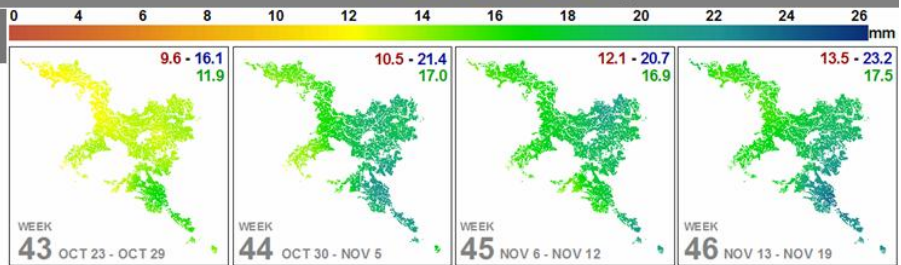 0 4 6 8 10 12 14 16 18 20 22 24 26
mm
9.6 - 16.1
11.9
WEEK
43 OCT 23 - OCT 29
10.5 - 21.4
17.0
WEEK
44 OCT 30 - NOV 5
12.1 - 20.7
16.9
WEEK
45 NOV 6 - NOV 12
13.5 - 23.2
17.5
WEEK
46 NOV 13 - NOV 19